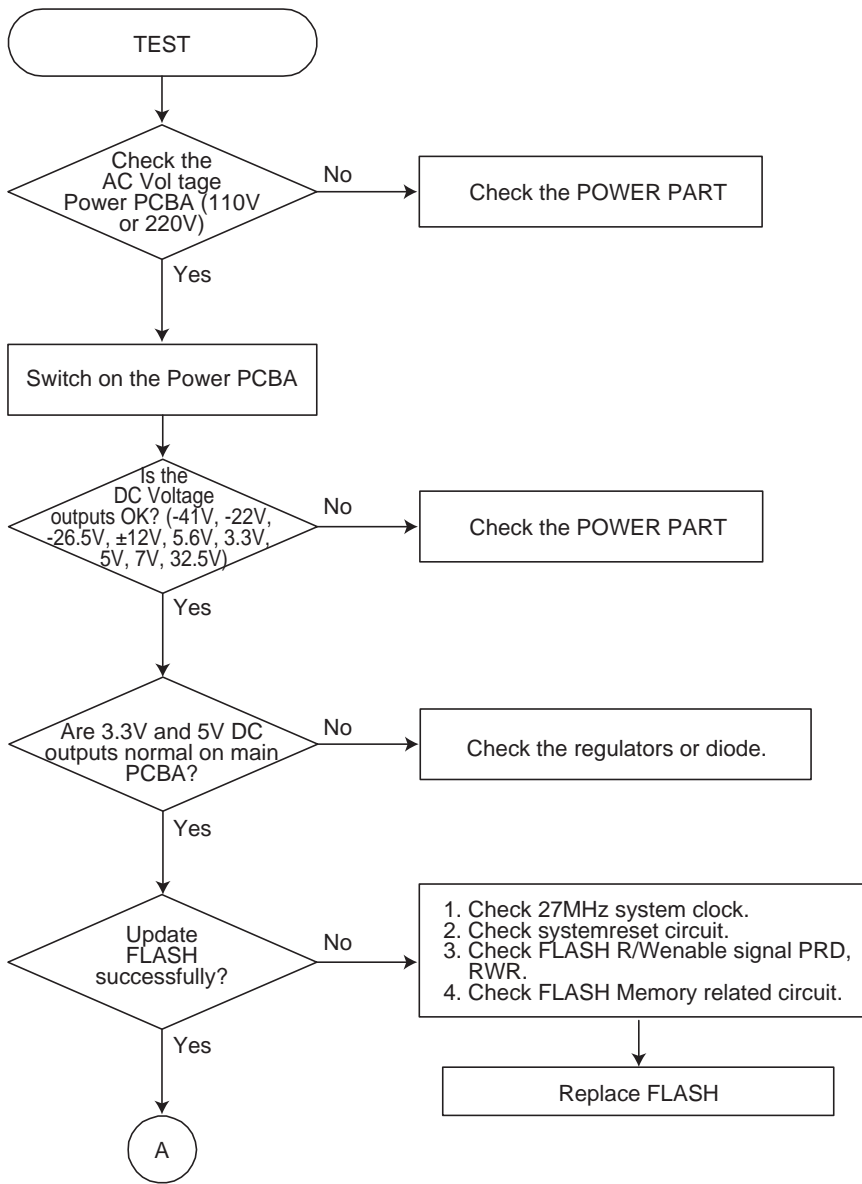 TEST
Check the
AC Vol tage
Power PCBA (110V
or 220V)
No
Check the POWER PART
Yes
Switch on the Power PCBA
Is the
DC Voltage
outputs OK? (-41V, -22V,
-26.5V, ±12V, 5.6V, 3.3V,
5V, 7V, 32.5V)
No
Check the POWER PART
Yes
Are 3.3V and 5V DC
outputs normal on main
PCBA?
No
Check the regulators or diode.
Yes
Update
FLASH
successfully?
No
1. Check 27MHz system clock.
2. Check systemreset circuit.
3. Check FLASH R/Wenable signal PRD,
RWR.
4. Check FLASH Memory related circuit.
Yes
Replace FLASH
A